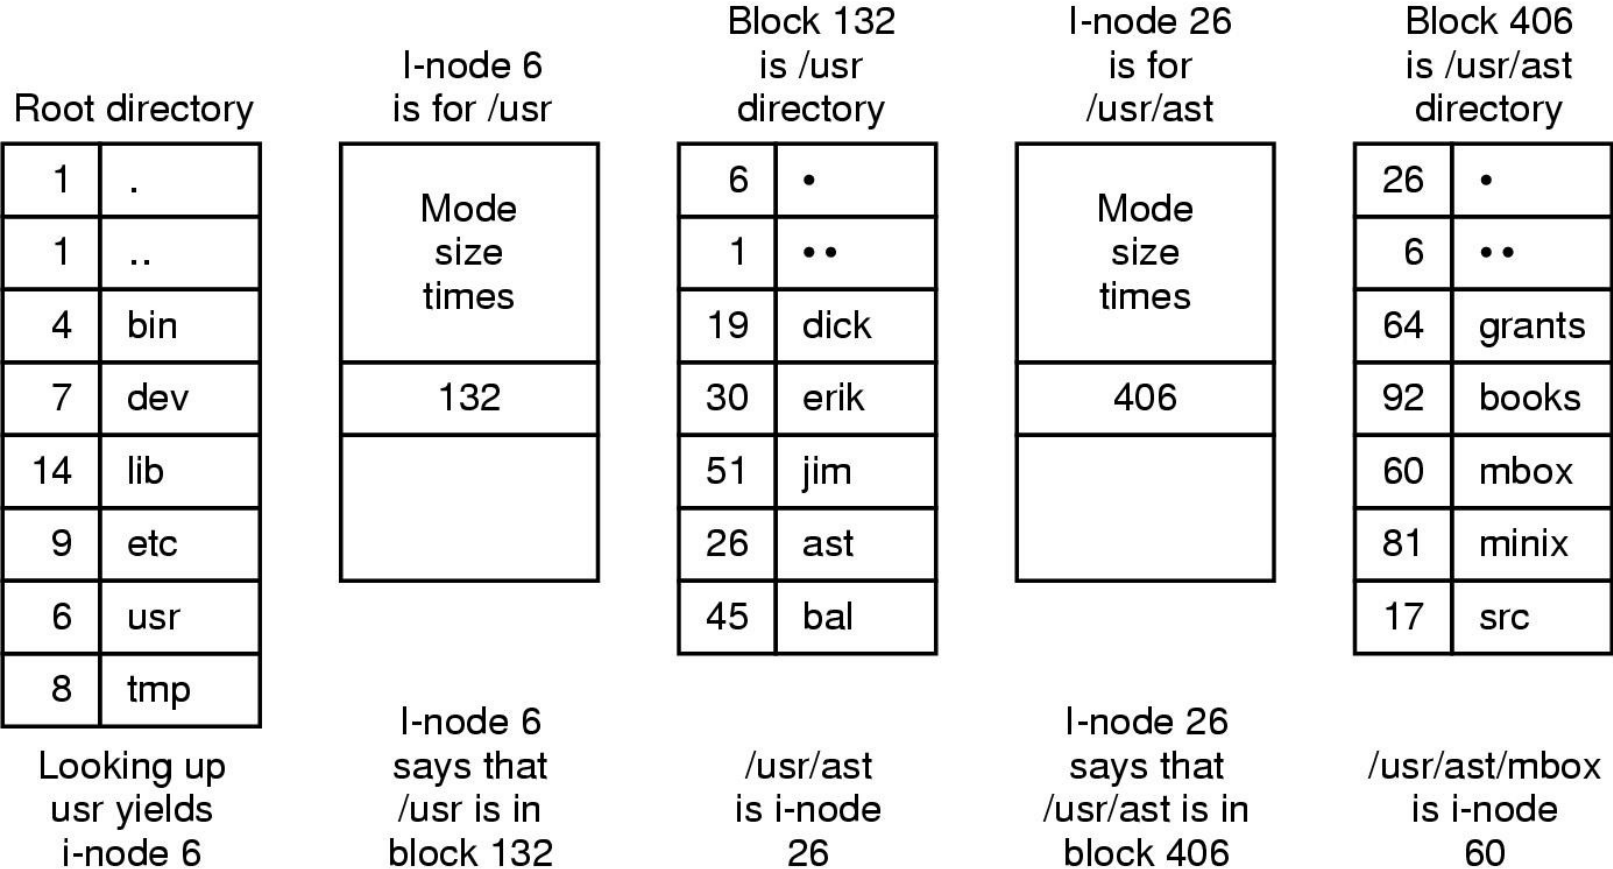 Root directory
1 .
1 ..
4 bin
7 dev
14 lib
9 etc
6 usr
8 tmp
Looking up
usr yields
i-node 6
I-node 6
is for /usr
Mode
size
times
132
I-node 6
says that
/usr is in
block 132
Block 132
is /usr
directory
6 •
1 ••
19 dick
30 erik
51 jim
26 ast
45 bal
/usr/ast
is i-node
26
I-node 26
is for
/usr/ast
Mode
size
times
406
I-node 26
says that
/usr/ast is in
block 406
Block 406
is /usr/ast
directory
26 •
6 ••
64 grants
92 books
60 mbox
81 minix
17 src
/usr/ast/mbox
is i-node
60